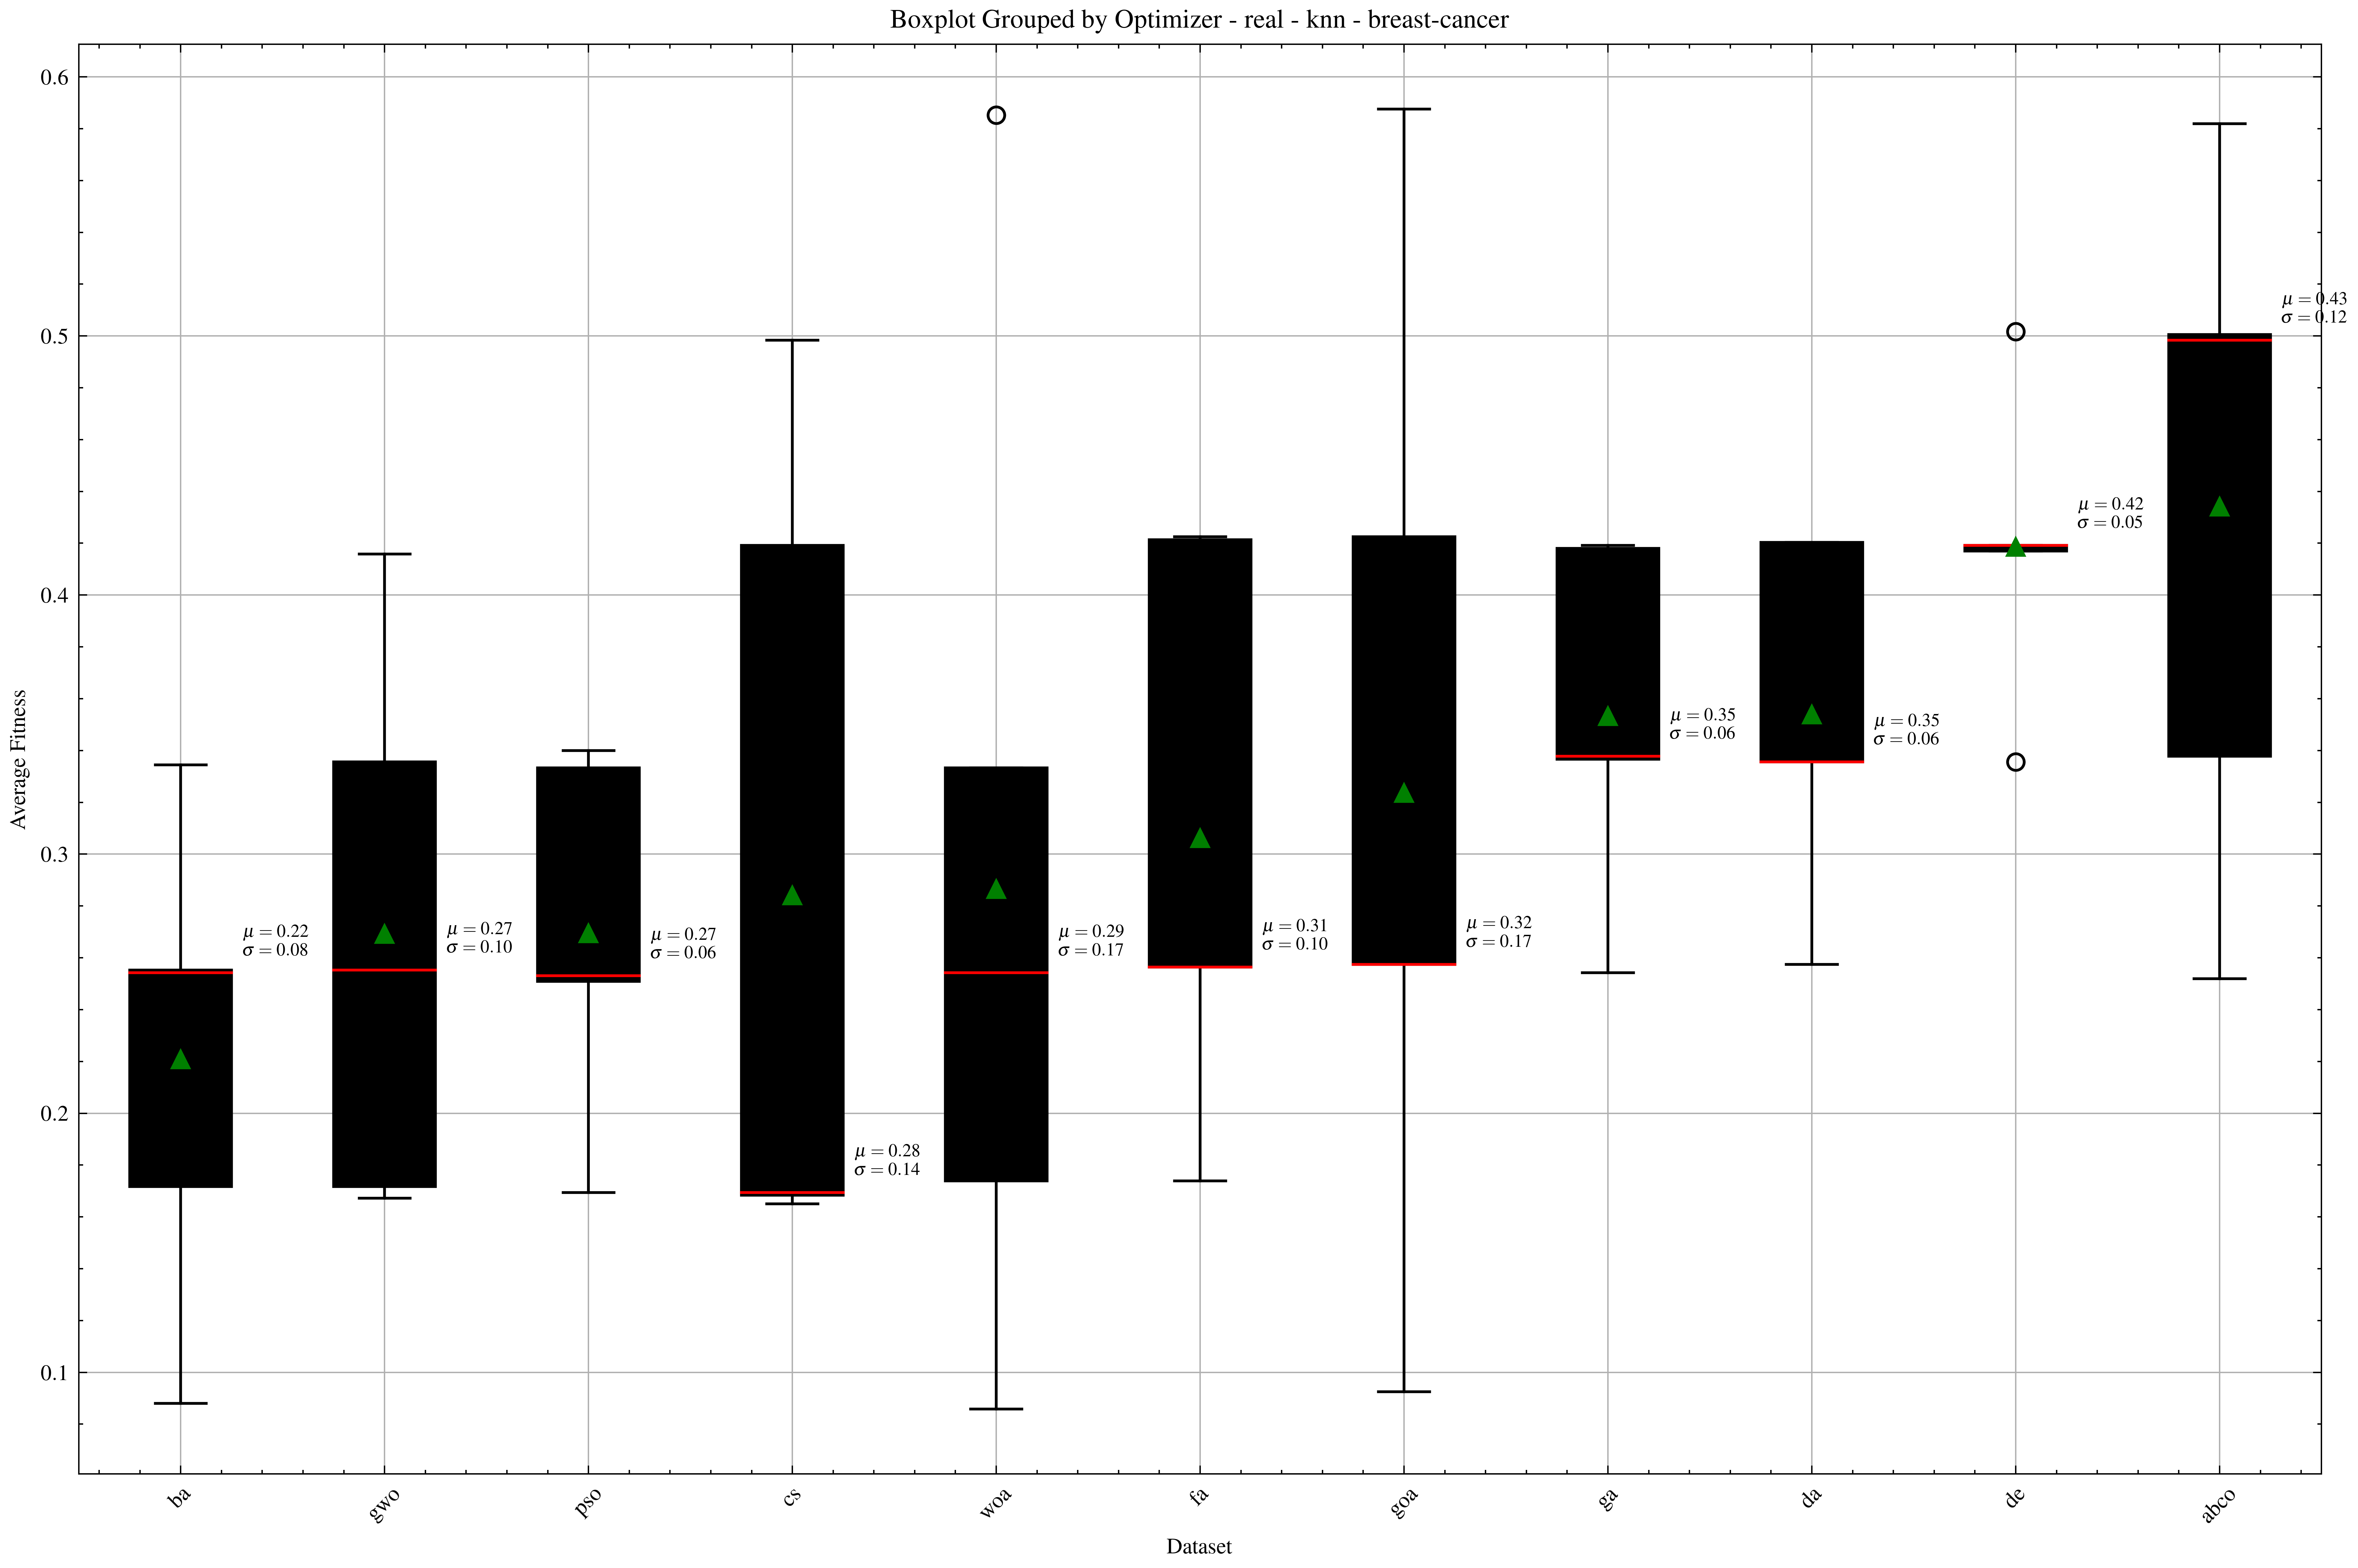 Boxplot Grouped by Optimizer - real - knn - breast-cancer
Average Fitness
0.6
0.5
0.4
0.3
0.2
0.1
μ = 0.22
σ = 0.08
μ = 0.27
σ = 0.10
μ = 0.27
σ = 0.06
μ = 0.28
σ = 0.14
μ = 0.29
σ = 0.17
μ = 0.31
σ = 0.10
μ = 0.32
σ = 0.17
μ = 0.35
σ = 0.06
μ = 0.35
σ = 0.06
μ = 0.42
σ = 0.05
μ = 0.43
σ = 0.12
ba
gwo
pso
cs
woa
fa
goa
ga
da
de
abco
Dataset